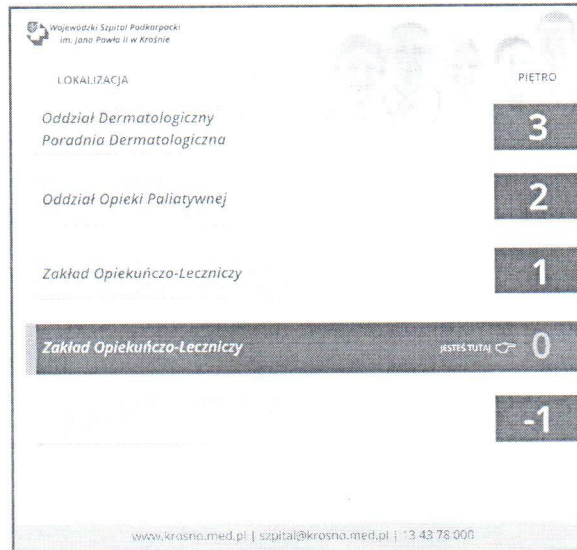 Wojewódzki Szpital Podkarpacki
im. Jana Pawła II w Krośnie
LOKALIZACJA PIĘTRO
Oddział Dermatologiczny
Poradnia Dermatologiczna
3
Oddział Opieki Paliatywnej 2
Zakład Opiekuńczo-Leczniczy 1
Zakład Opiekuńczo-Leczniczy JESTEŚ TUTAJ 0
-1
www.krosno.med.pl | szpital@krosno.med.pl | 13 43 78 000